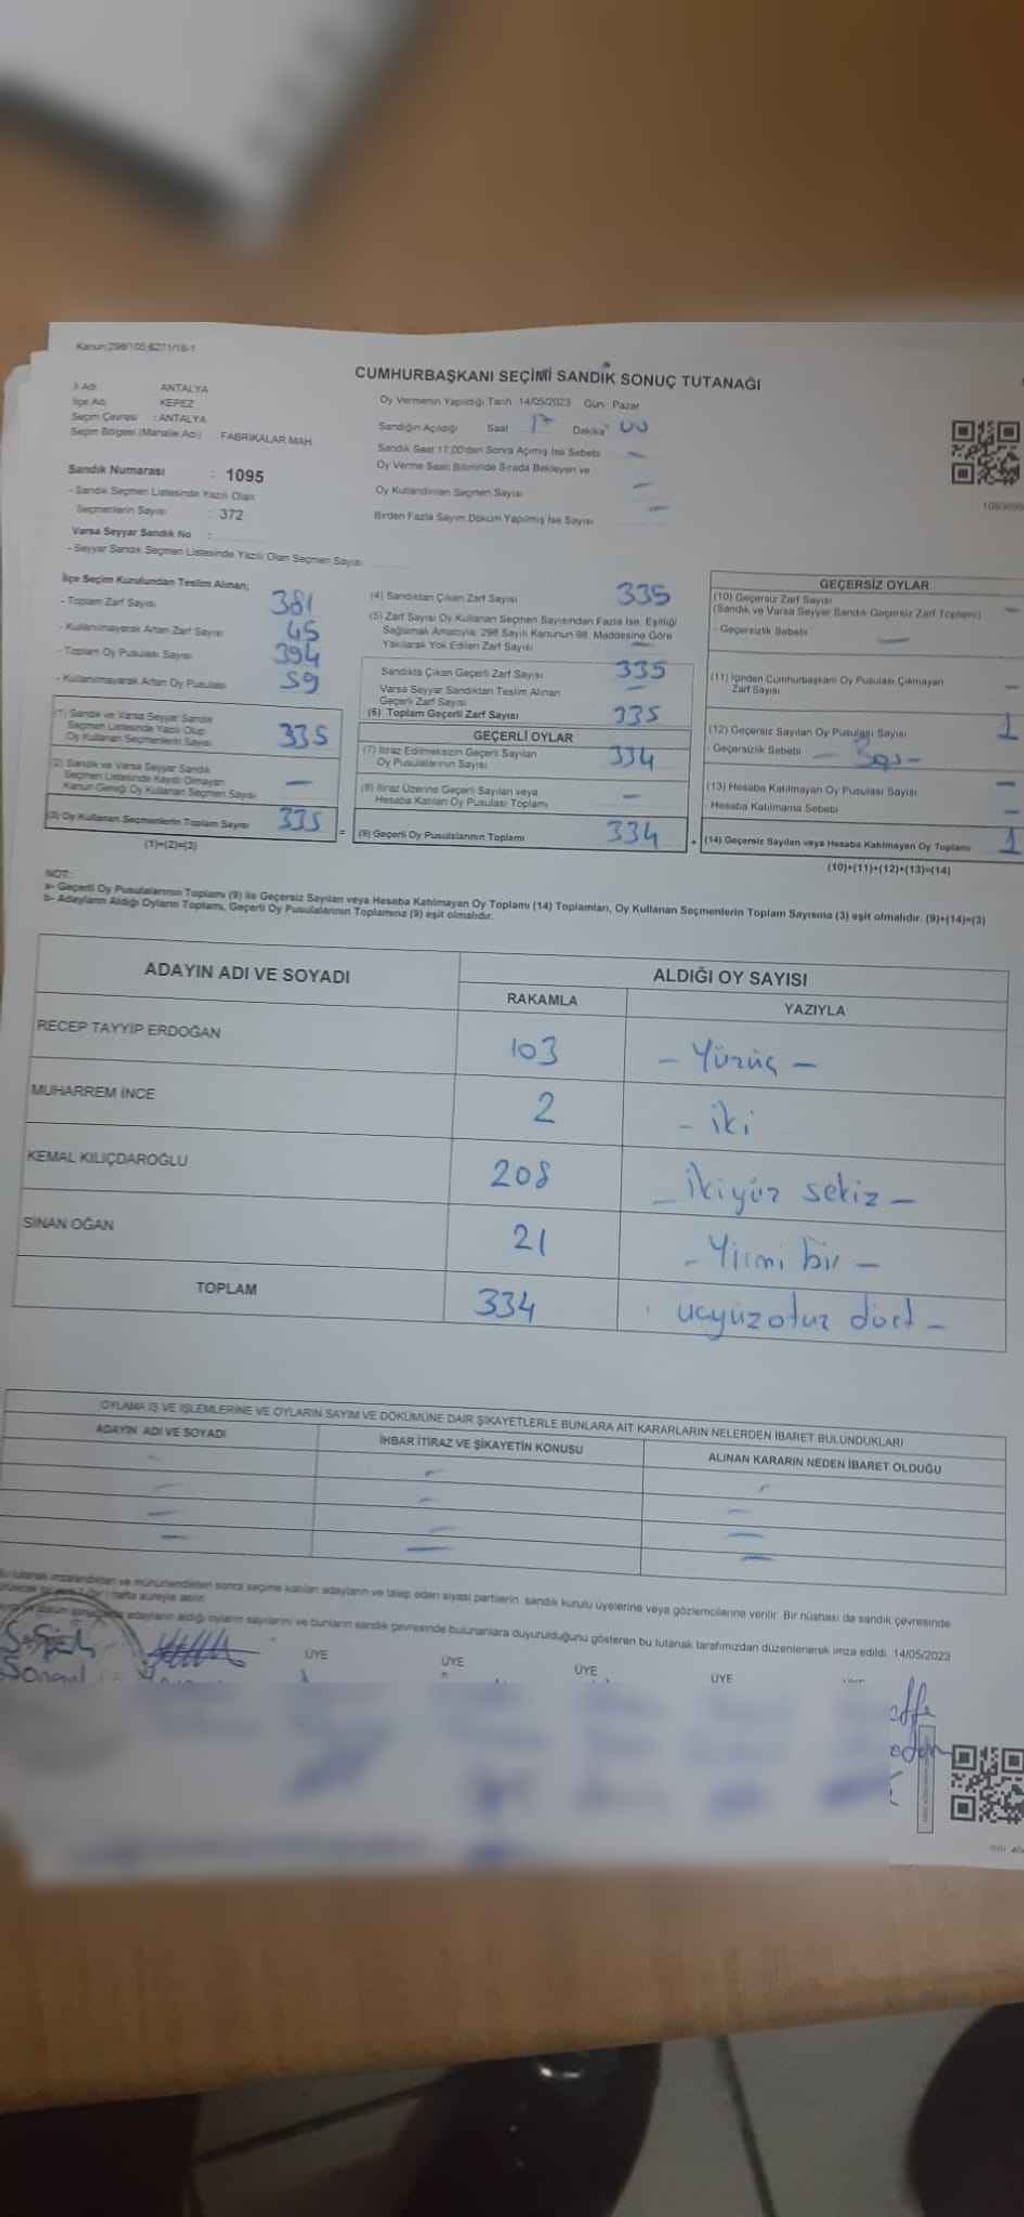 Kanun:298/105,6271/18-1
CUMHURBAŞKANI SEÇİMİ SANDIK SONUÇ TUTANAĞI
İl Adı ANTALYA
İlçe Adı KEPEZ
Seçim Çevresi : ANTALYA
Seçim Bölgesi (Mahalle Adı) FABRİKALAR MAH.
Oy Vermenin Yapıldığı Tarih 14/05/2023 Gün: Pazar
Sandığın Açıldığı Saat 17 Dakika 00
Sandık Saat 17.00'den Sonra Açılmış İse Sebebi —
Oy Verme Saati Bitiminde Sırada Bekleyen ve
Oy Kullandırılan Seçmen Sayısı —
Birden Fazla Sayım Döküm Yapılmış İse Sayısı —
Sandık Numarası : 1095
- Sandık Seçmen Listesinde Yazılı Olan
Seçmenlerin Sayısı : 372
Varsa Seyyar Sandık No :
- Seyyar Sandık Seçmen Listesinde Yazılı Olan Seçmen Sayısı
İlçe Seçim Kurulundan Teslim Alınan;
- Toplam Zarf Sayısı 381
- Kullanılmayarak Artan Zarf Sayısı 45
- Toplam Oy Pusulası Sayısı 394
- Kullanılmayarak Artan Oy Pusulası 59
(1) Sandık ve Varsa Seyyar Sandık
Seçmen Listesinde Yazılı Olup
Oy Kullanan Seçmenlerin Sayısı 335
(2) Sandık ve Varsa Seyyar Sandık
Seçmen Listesinde Kayıtlı Olmayan
Kanun Gereği Oy Kullanan Seçmen Sayısı —
(3) Oy Kullanan Seçmenlerin Toplam Sayısı 335
(1)+(2)=(3)
(4) Sandıktan Çıkan Zarf Sayısı 335
(5) Zarf Sayısı Oy Kullanan Seçmen Sayısından Fazla İse, Eşitliği
Sağlamak Amacıyla; 298 Sayılı Kanunun 98. Maddesine Göre
Yakılarak Yok Edilen Zarf Sayısı —
Sandıkta Çıkan Geçerli Zarf Sayısı 335
Varsa Seyyar Sandıktan Teslim Alınan
Geçerli Zarf Sayısı —
(6) Toplam Geçerli Zarf Sayısı 335
GEÇERLİ OYLAR
(7) İtiraz Edilmeksizin Geçerli Sayılan
Oy Pusulalarının Sayısı 334
(8) İtiraz Üzerine Geçerli Sayılan veya
Hesaba Katılan Oy Pusulası Toplamı —
= (9) Geçerli Oy Pusulalarının Toplamı 334
GEÇERSİZ OYLAR
(10) Geçersiz Zarf Sayısı —
(Sandık ve Varsa Seyyar Sandık Geçersiz Zarf Toplamı)
- Geçersizlik Sebebi —
(11) İçinden Cumhurbaşkanı Oy Pusulası Çıkmayan
Zarf Sayısı —
(12) Geçersiz Sayılan Oy Pusulası Sayısı 1
- Geçersizlik Sebebi — Boş —
(13) Hesaba Katılmayan Oy Pusulası Sayısı —
Hesaba Katılmama Sebebi —
+ (14) Geçersiz Sayılan veya Hesaba Katılmayan Oy Toplamı 1
(10)+(11)+(12)+(13)=(14)
NOT:
a- Geçerli Oy Pusulalarının Toplamı (9) ile Geçersiz Sayılan veya Hesaba Katılmayan Oy Toplamı (14) Toplamları, Oy Kullanan Seçmenlerin Toplam Sayısına (3) eşit olmalıdır. (9)+(14)=(3)
b- Adayların Aldığı Oyların Toplamı, Geçerli Oy Pusulalarının Toplamına (9) eşit olmalıdır.
ADAYIN ADI VE SOYADI ALDIĞI OY SAYISI
RAKAMLA YAZIYLA
RECEP TAYYİP ERDOĞAN 103 — Yüzüç —
MUHARREM İNCE 2 - iki
KEMAL KILIÇDAROĞLU 208 — ikiyüz sekiz —
SİNAN OĞAN 21 - Yirmi bir —
TOPLAM 334 üçyüzotuz dört —
OYLAMA İŞ VE İŞLEMLERİNE VE OYLARIN SAYIM VE DÖKÜMÜNE DAİR ŞİKAYETLERLE BUNLARA AİT KARARLARIN NELERDEN İBARET BULUNDUKLARI
ADAYIN ADI VE SOYADI İHBAR İTİRAZ VE ŞİKAYETİN KONUSU ALINAN KARARIN NEDEN İBARET OLDUĞU
Bu tutanak imzalandıktan ve mühürlendikten sonra seçime katılan adayların ve talep eden siyasi partilerin sandık kurulu üyelerine veya gözlemcilerine verilir. Bir nüshası da sandık çevresinde
hafta süreyle asılır.
adayların aldığı oyların sayılarını ve bunların sandık çevresinde bulunanlara duyurulduğunu gösteren bu tutanak tarafımızdan düzenlenerek imza edildi. 14/05/2023
ÜYE ÜYE ÜYE ÜYE